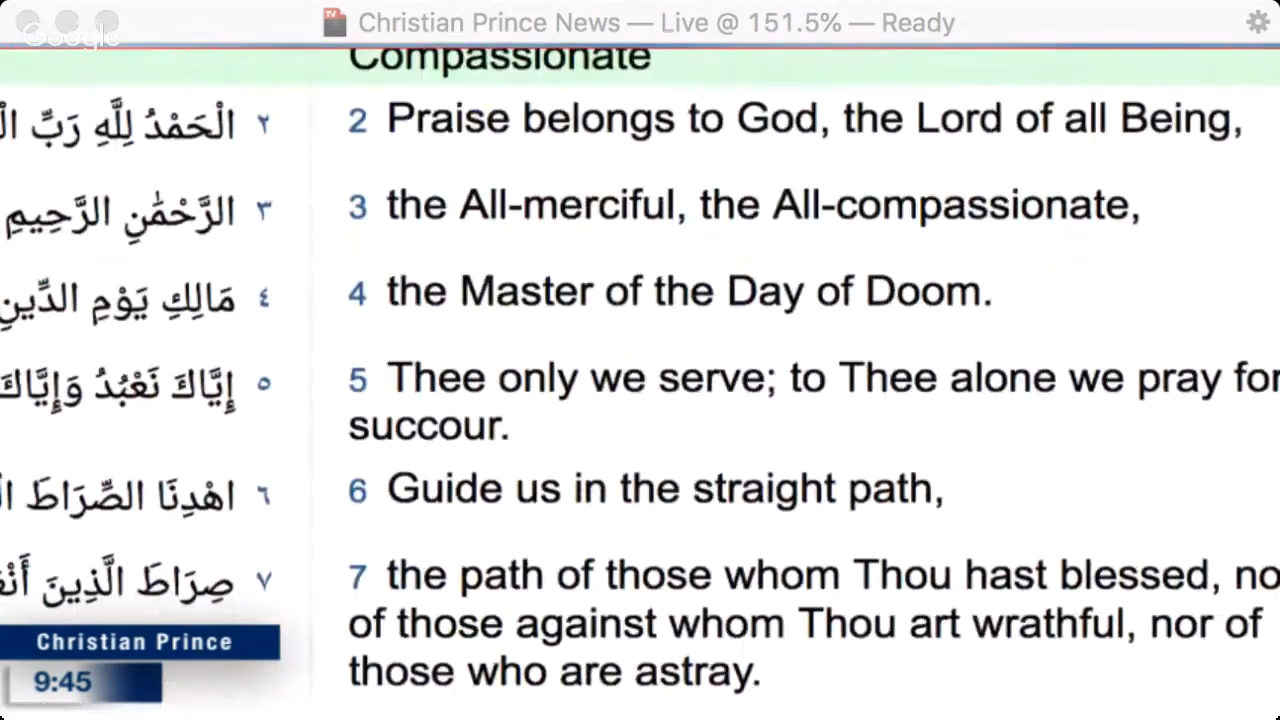 Christian Prince News — Live @ 151.5% — Ready
Google
Compassionate
الْحَمْدُ لِلَّهِ رَبِّ ٢
2 Praise belongs to God, the Lord of all Being,
الرَّحْمَٰنِ الرَّحِيمِ ٣
3 the All-merciful, the All-compassionate,
مَالِكِ يَوْمِ الدِّينِ ٤
4 the Master of the Day of Doom.
إِيَّاكَ نَعْبُدُ وَإِيَّاكَ ٥
5 Thee only we serve; to Thee alone we pray for
succour.
اهْدِنَا الصِّرَاطَ ٦
6 Guide us in the straight path,
صِرَاطَ الَّذِينَ ٧
7 the path of those whom Thou hast blessed, no
of those against whom Thou art wrathful, nor of
those who are astray.
Christian Prince
9:45